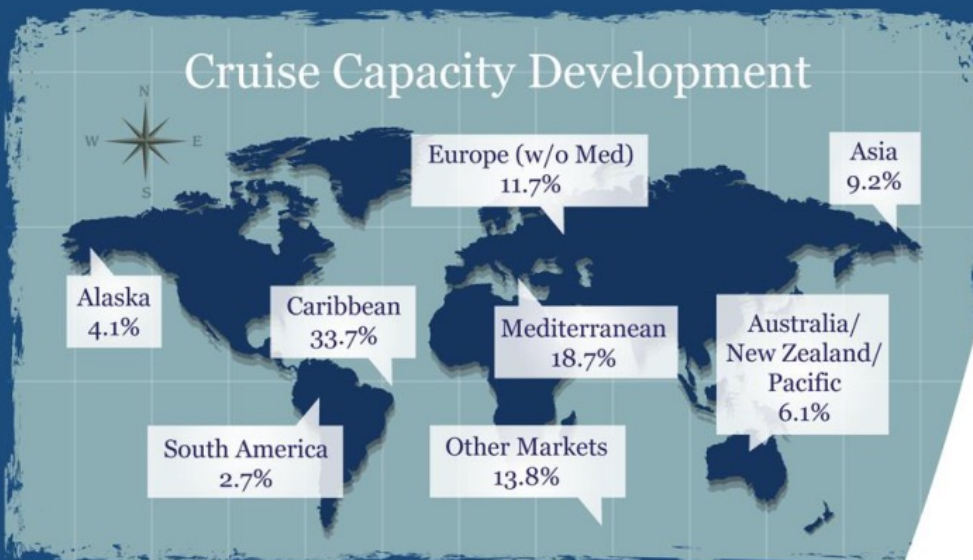 Cruise Capacity Development
N
W
E
S
Europe (w/o Med)
11.7%
Asia
9.2%
Alaska
4.1%
Caribbean
33.7%
Mediterranean
18.7%
Australia/
New Zealand/
Pacific
6.1%
South America
2.7%
Other Markets
13.8%